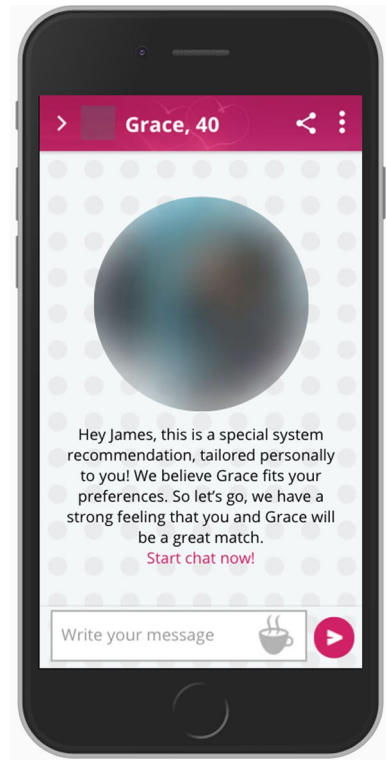 Grace, 40
Hey James, this is a special system
recommendation, tailored personally
to you! We believe Grace fits your
preferences. So let's go, we have a
strong feeling that you and Grace will
be a great match.
Start chat now!
Write your message